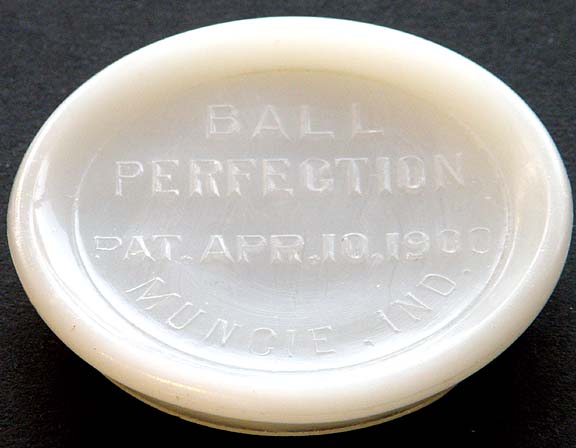 BALL
PERFECTION
PAT. APR. 10, 1900
MUNCIE, IND.